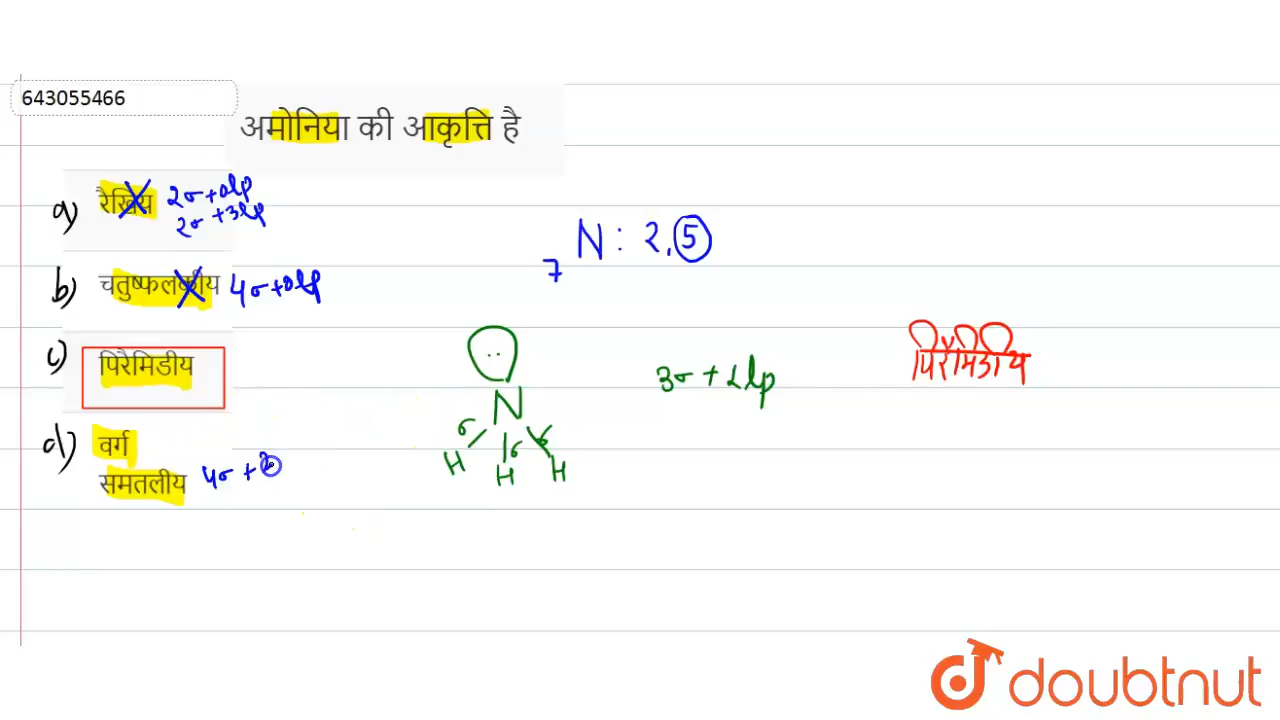 643055466
अमोनिया की आकृत्ति है
a) रैखिय 2σ+0lp
2σ+3lp
N : 2,5
7
b) चतुष्फलकीय 4σ+0lp
c) पिरैमिडीय
पिरैमिडीय
..
N
σ σ σ
H H H
3σ + 1lp
d) वर्ग
समतलीय 4σ + 2
doubtnut